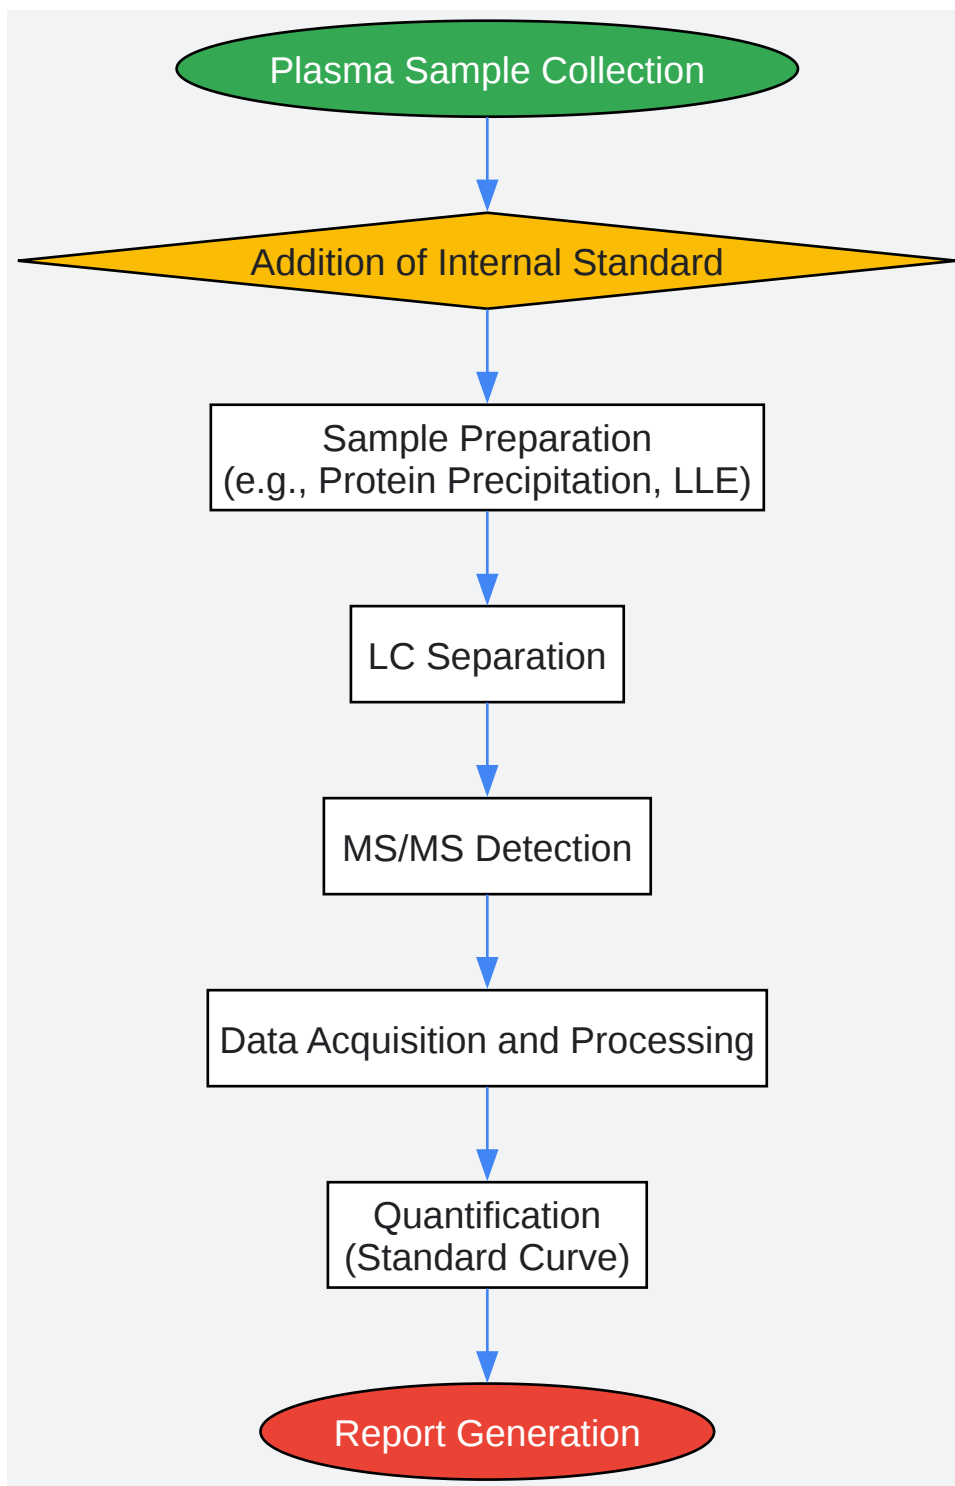 Plasma Sample Collection
Addition of Internal Standard
Sample Preparation
(e.g., Protein Precipitation, LLE)
LC Separation
MS/MS Detection
Data Acquisition and Processing
Quantification
(Standard Curve)
Report Generation